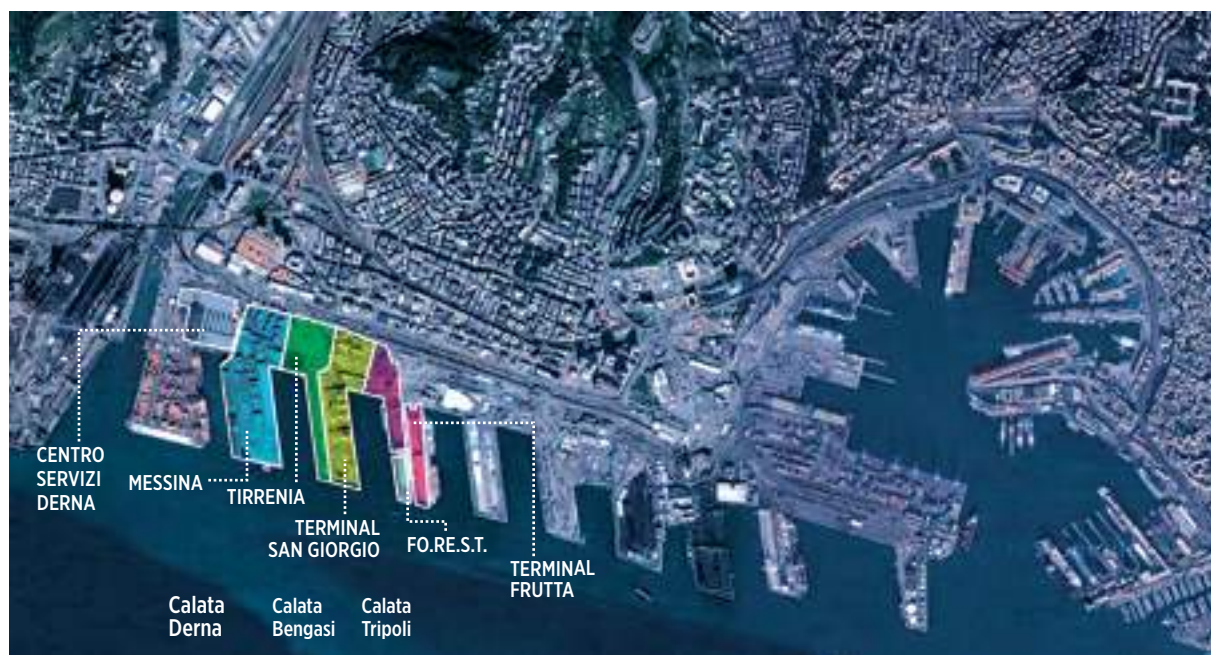 CENTRO
SERVIZI
DERNA
MESSINA
TIRRENIA
TERMINAL
SAN GIORGIO
FO.RE.S.T.
TERMINAL
FRUTTA
Calata
Derna
Calata
Bengasi
Calata
Tripoli